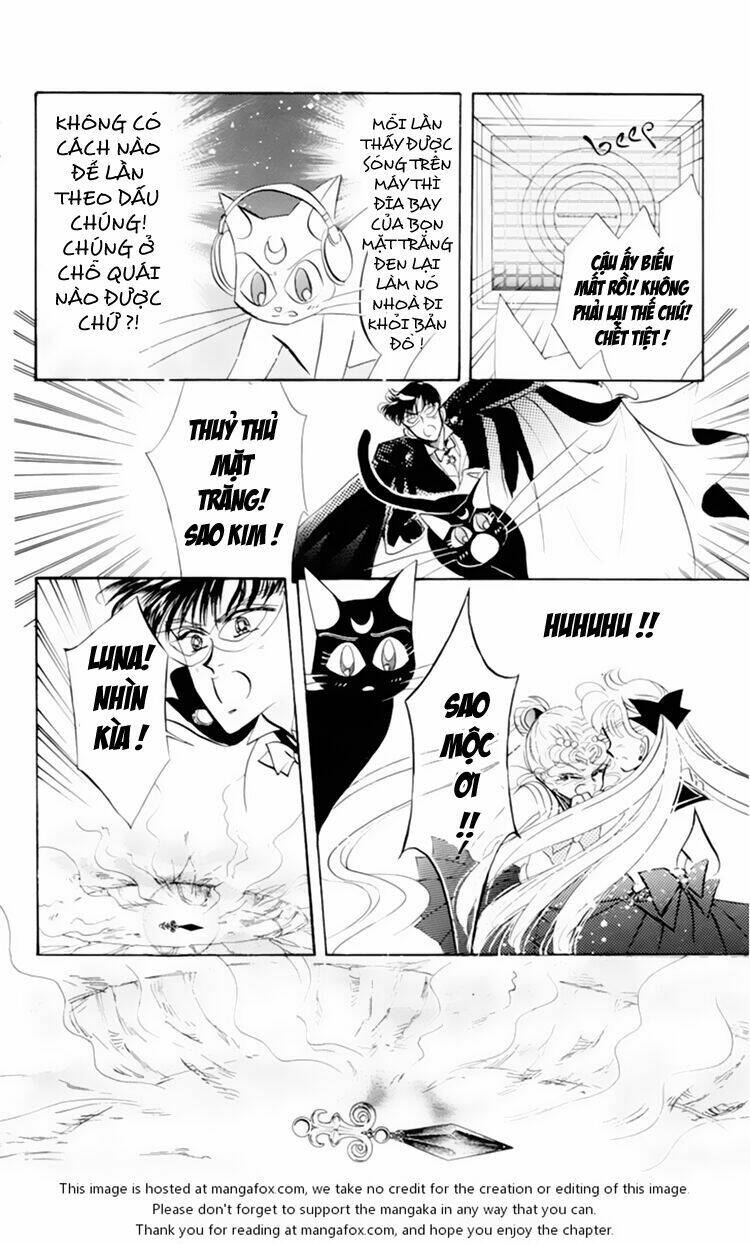 KHÔNG CÓ
CÁCH NÀO
ĐỂ LẦN
THEO DẤU
CHÚNG!
CHÚNG Ở
CHỖ QUÁI
NÀO ĐƯỢC
CHỨ ?!
MỖI LẦN
THẤY ĐƯỢC
SÓNG TRÊN
MÁY THÌ
ĐĨA BAY
CỦA BỌN
MẶT TRĂNG
ĐEN LẠI
LÀM NÓ
NHOÀ ĐI
KHỎI BẢN
ĐỒ !
beep
CẬU ẤY BIẾN
MẤT RỒI! KHÔNG
PHẢI LẠI THẾ CHỨ!
CHẾT TIỆT !
THUỶ THỦ
MẶT
TRĂNG!
SAO KIM !
LUNA!
NHÌN
KÌA !
SAO
MỘC
ƠI
!!
HUHUHU !!
This image is hosted at mangafox.com, we take no credit for the creation or editing of this image.
Please don't forget to support the mangaka in any way that you can.
Thank you for reading at mangafox.com, and hope you enjoy the chapter.